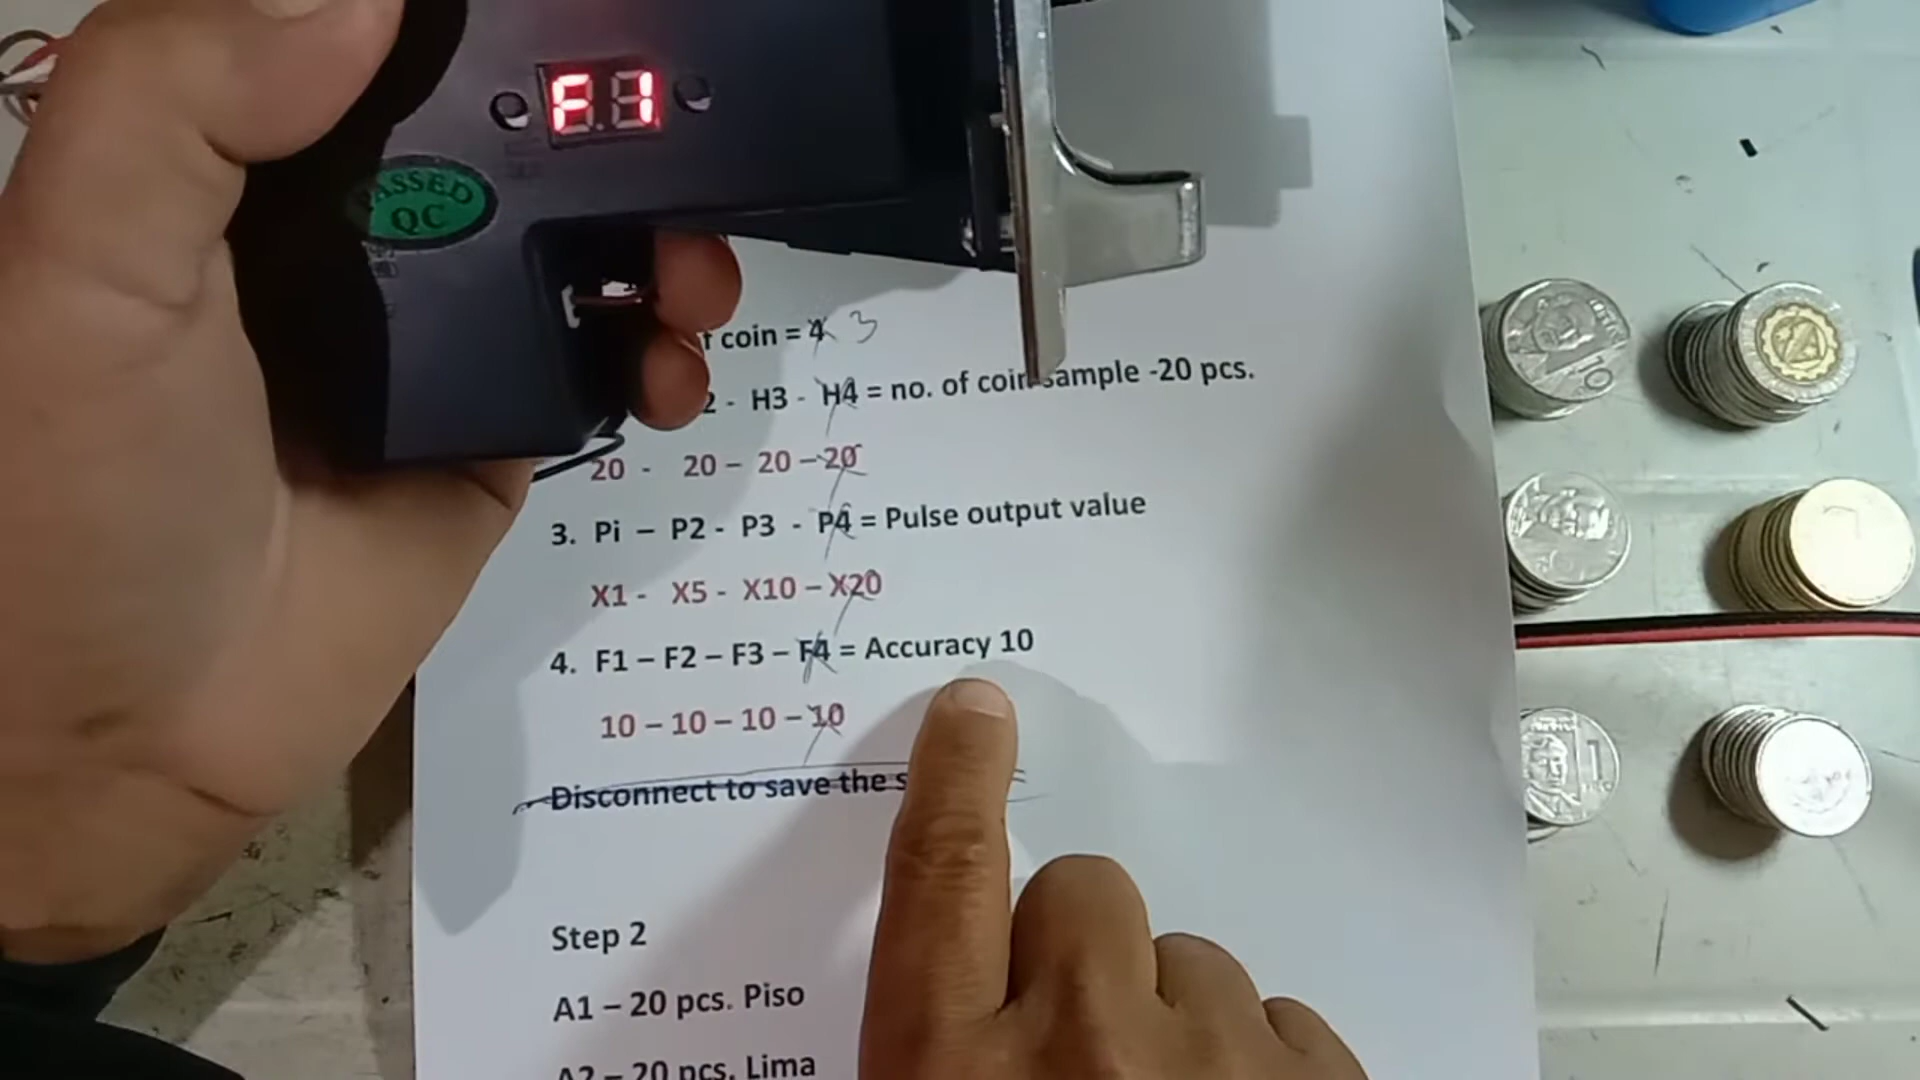 F1
PASSED
QC
coin = 4 3
2 - H3 - H4 = no. of coin sample -20 pcs.
20 - 20 – 20 – 20
3. Pi – P2 - P3 - P4 = Pulse output value
X1 - X5 - X10 – X20
4. F1 – F2 – F3 – F4 = Accuracy 10
10 – 10 – 10 – 10
Disconnect to save the
Step 2
A1 – 20 pcs. Piso
A2 – 20 pcs. Lima
10
1